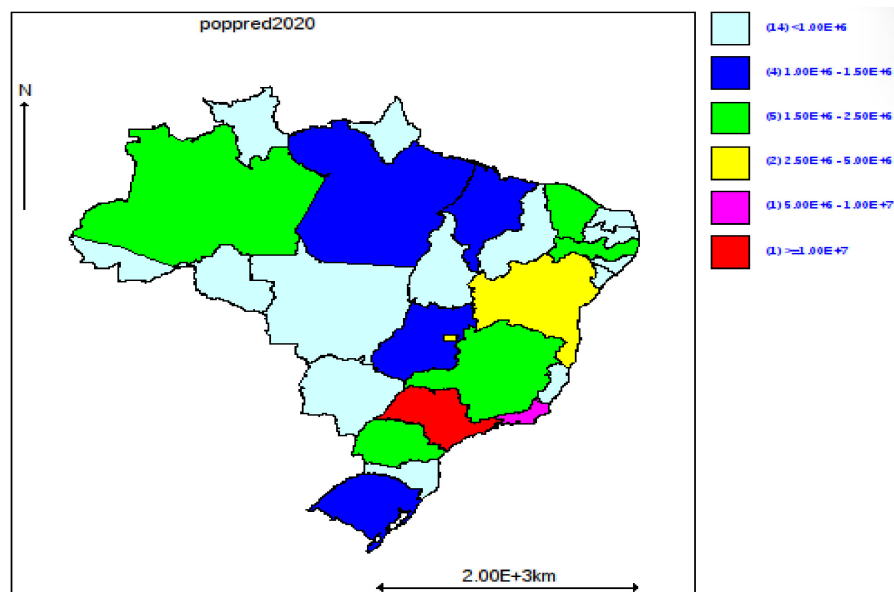 poppred2020
N
2.00E+3km
(14) <1.00E+6
(4) 1.00E+6 - 1.50E+6
(5) 1.50E+6 - 2.50E+6
(2) 2.50E+6 - 5.00E+6
(1) 5.00E+6 - 1.00E+7
(1) >=1.00E+7